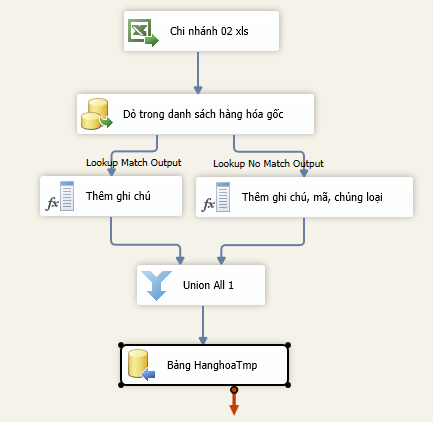 Chi nhánh 02 xls
Dò trong danh sách hàng hóa gốc
Lookup Match Output
Lookup No Match Output
Thêm ghi chú
Thêm ghi chú, mã, chủng loại
Union All 1
Bảng HanghoaTmp